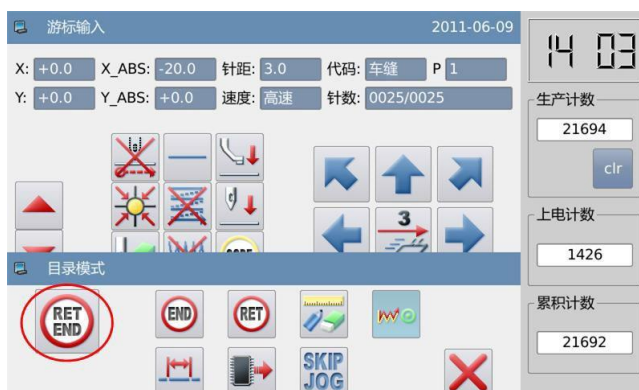 游标输入 2011-06-09
X: +0.0 X_ABS: -20.0 针距: 3.0 代码: 车缝 P 1
Y: +0.0 Y_ABS: +0.0 速度: 高速 针数: 0025/0025
14 03
生产计数
21694
clr
上电计数
1426
累积计数
21692
3
目录模式
RET
END
END
RET
SKIP
JOG